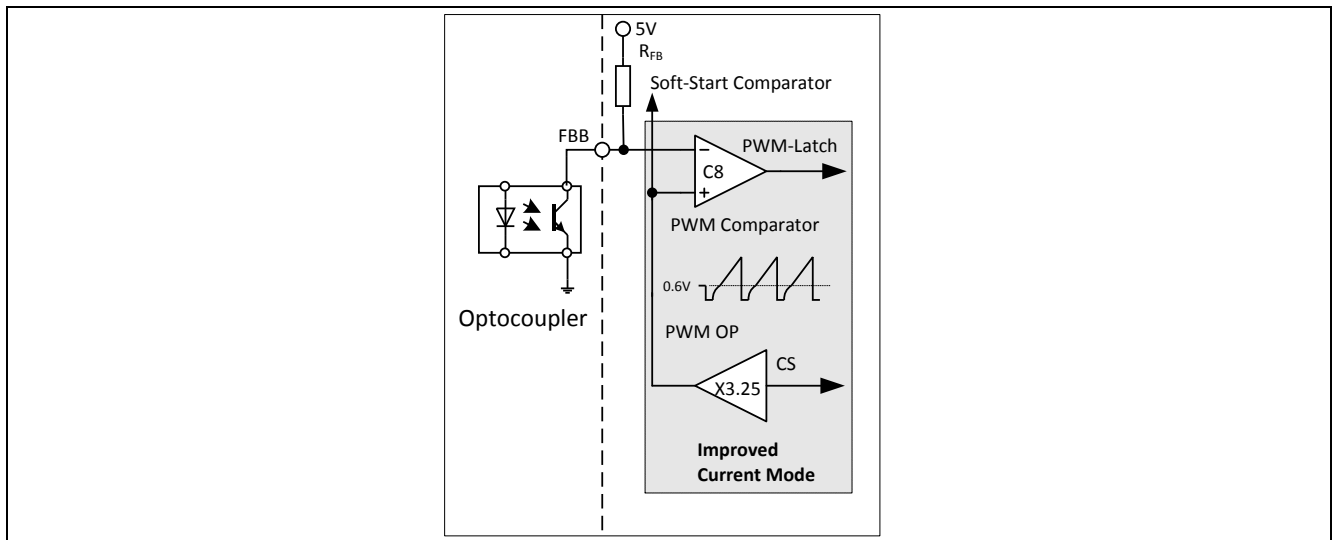 5V
RFB
Soft-Start Comparator
FBB
PWM-Latch
C8
PWM Comparator
0.6V
Optocoupler
PWM OP
CS
X3.25
Improved
Current Mode